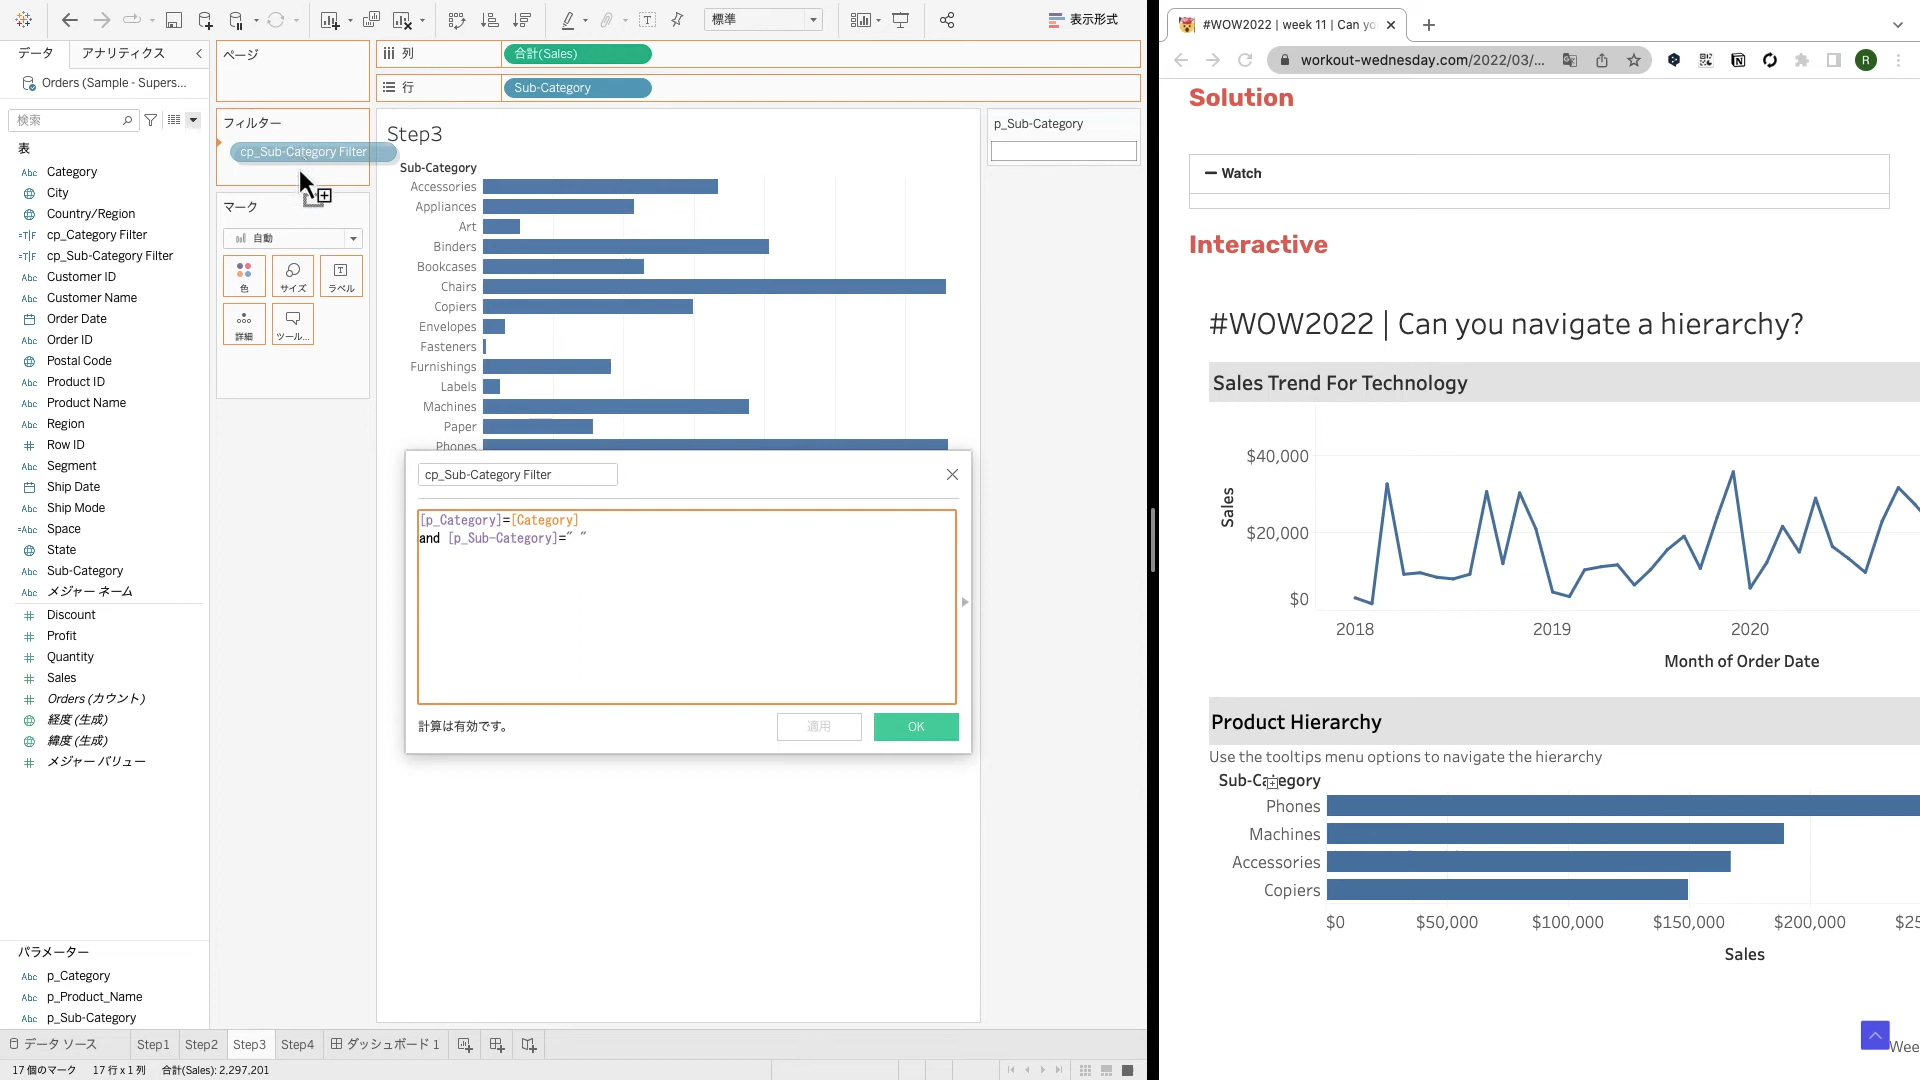 標準
表示形式
データ
アナリティクス
Orders (Sample - Supers...
検索
表
Category
City
Country/Region
cp_Category Filter
cp_Sub-Category Filter
Customer ID
Customer Name
Order Date
Order ID
Postal Code
Product ID
Product Name
Region
Row ID
Segment
Ship Date
Ship Mode
Space
State
Sub-Category
メジャー ネーム
Discount
Profit
Quantity
Sales
Orders (カウント)
経度 (生成)
緯度 (生成)
メジャー バリュー
パラメーター
p_Category
p_Product_Name
p_Sub-Category
ページ
フィルター
cp_Sub-Category Filter
マーク
自動
色
サイズ
ラベル
詳細
ツール...
列
合計(Sales)
行
Sub-Category
Step3
Sub-Category
Accessories
Appliances
Art
Binders
Bookcases
Chairs
Copiers
Envelopes
Fasteners
Furnishings
Labels
Machines
Paper
Phones
p_Sub-Category
cp_Sub-Category Filter
[p_Category]=[Category]
and [p_Sub-Category]=" "
計算は有効です。
適用
OK
データ ソース
Step1
Step2
Step3
Step4
ダッシュボード 1
17 個のマーク
17 行 x 1 列
合計(Sales): 2,297,201
#WOW2022 | week 11 | Can yo
workout-wednesday.com/2022/03/...
R
Solution
Watch
Interactive
#WOW2022 | Can you navigate a hierarchy?
Sales Trend For Technology
Sales
$40,000
$20,000
$0
2018
2019
2020
Month of Order Date
Product Hierarchy
Use the tooltips menu options to navigate the hierarchy
Sub-Category
Phones
Machines
Accessories
Copiers
$0
$50,000
$100,000
$150,000
$200,000
$25
Sales
Wee